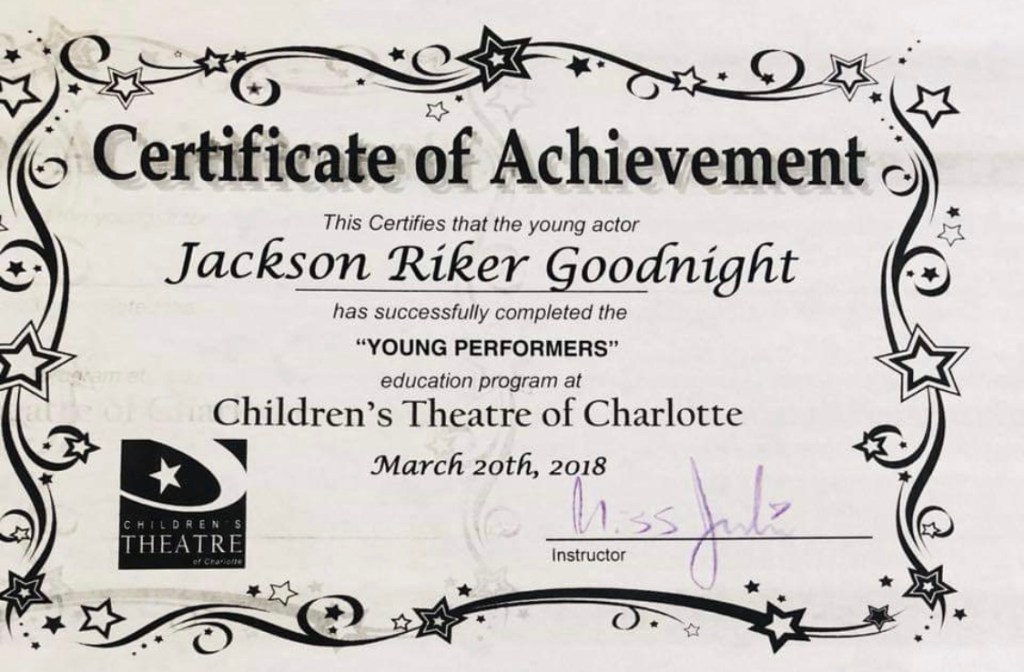 Certificate of Achievement
This Certifies that the young actor
Jackson Riker Goodnight
has successfully completed the
"YOUNG PERFORMERS"
education program at
Children's Theatre of Charlotte
March 20th, 2018
CHILDREN'S
THEATRE
of Charlotte
Miss
Instructor